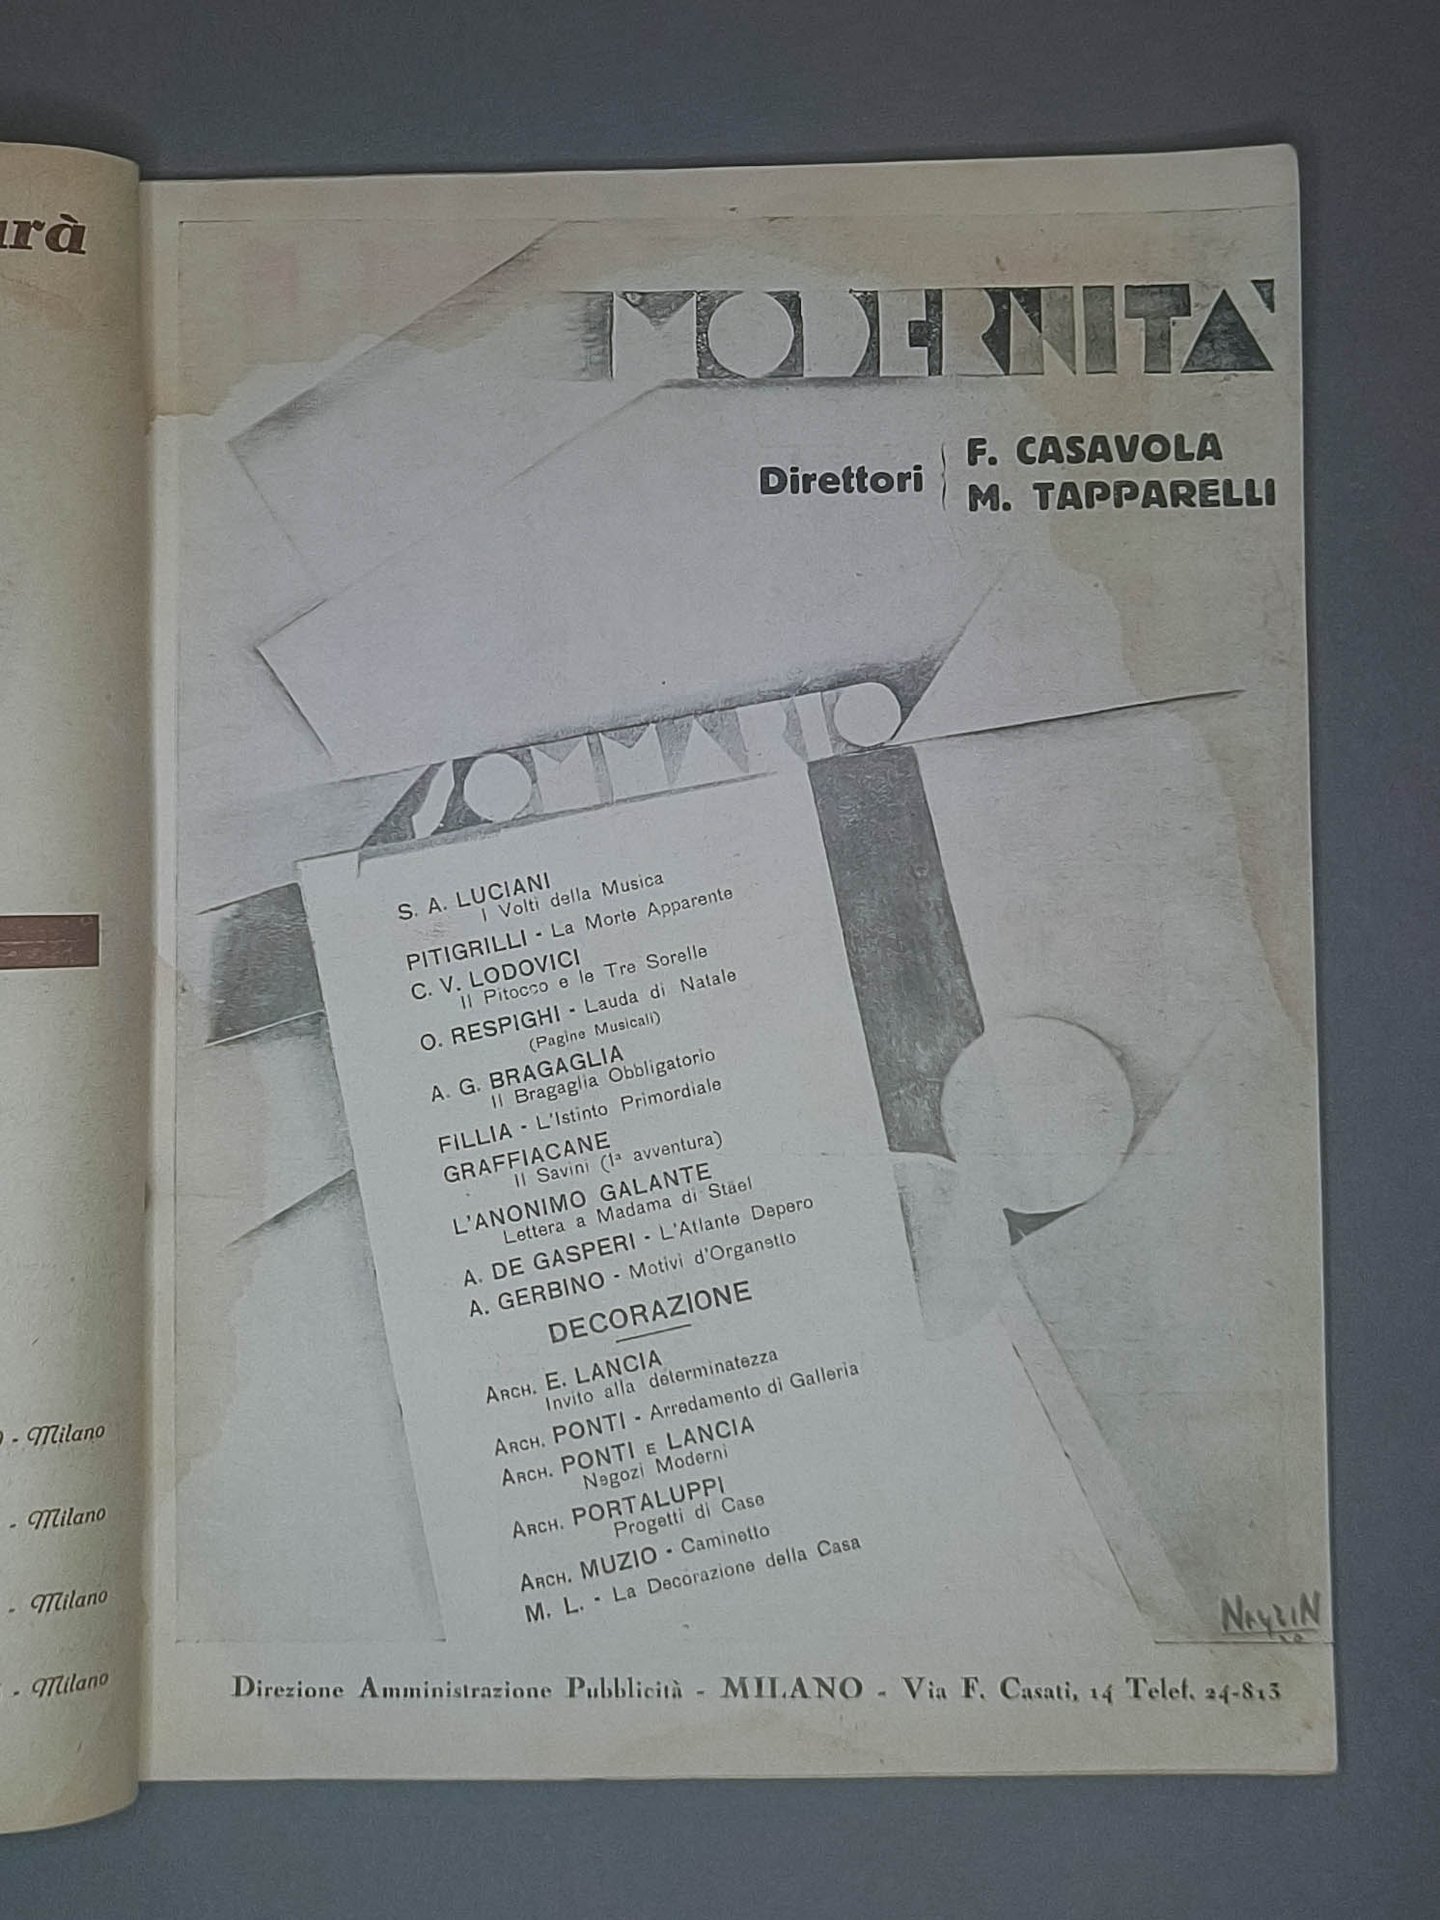 MODERNITÀ
Direttori
F. CASAVOLA
M. TAPPARELLI
SOMMARIO
S. A. LUCIANI
I Volti della Musica
PITIGRILLI - La Morte Apparente
C. V. LODOVICI
Il Pitocco e le Tre Sorelle
O. RESPIGHI - Lauda di Natale
(Pagine Musicali)
A. G. BRAGAGLIA
Il Bragaglia Obbligatorio
FILLIA - L'Istinto Primordiale
GRAFFIACANE
Il Savini (1ª avventura)
L'ANONIMO GALANTE
Lettera a Madama di Stäel
A. DE GASPERI - L'Atlante Depero
A. GERBINO - Motivi d'Organetto
DECORAZIONE
ARCH. E. LANCIA
Invito alla determinatezza
ARCH. PONTI - Arredamento di Galleria
ARCH. PONTI E LANCIA
Negozi Moderni
ARCH. PORTALUPPI
Progetti di Case
ARCH. MUZIO - Caminetto
M. L. - La Decorazione della Casa
Direzione Amministrazione Pubblicità - MILANO - Via F. Casati, 14 Telef. 24-813
- Milano
- Milano
- Milano
- Milano